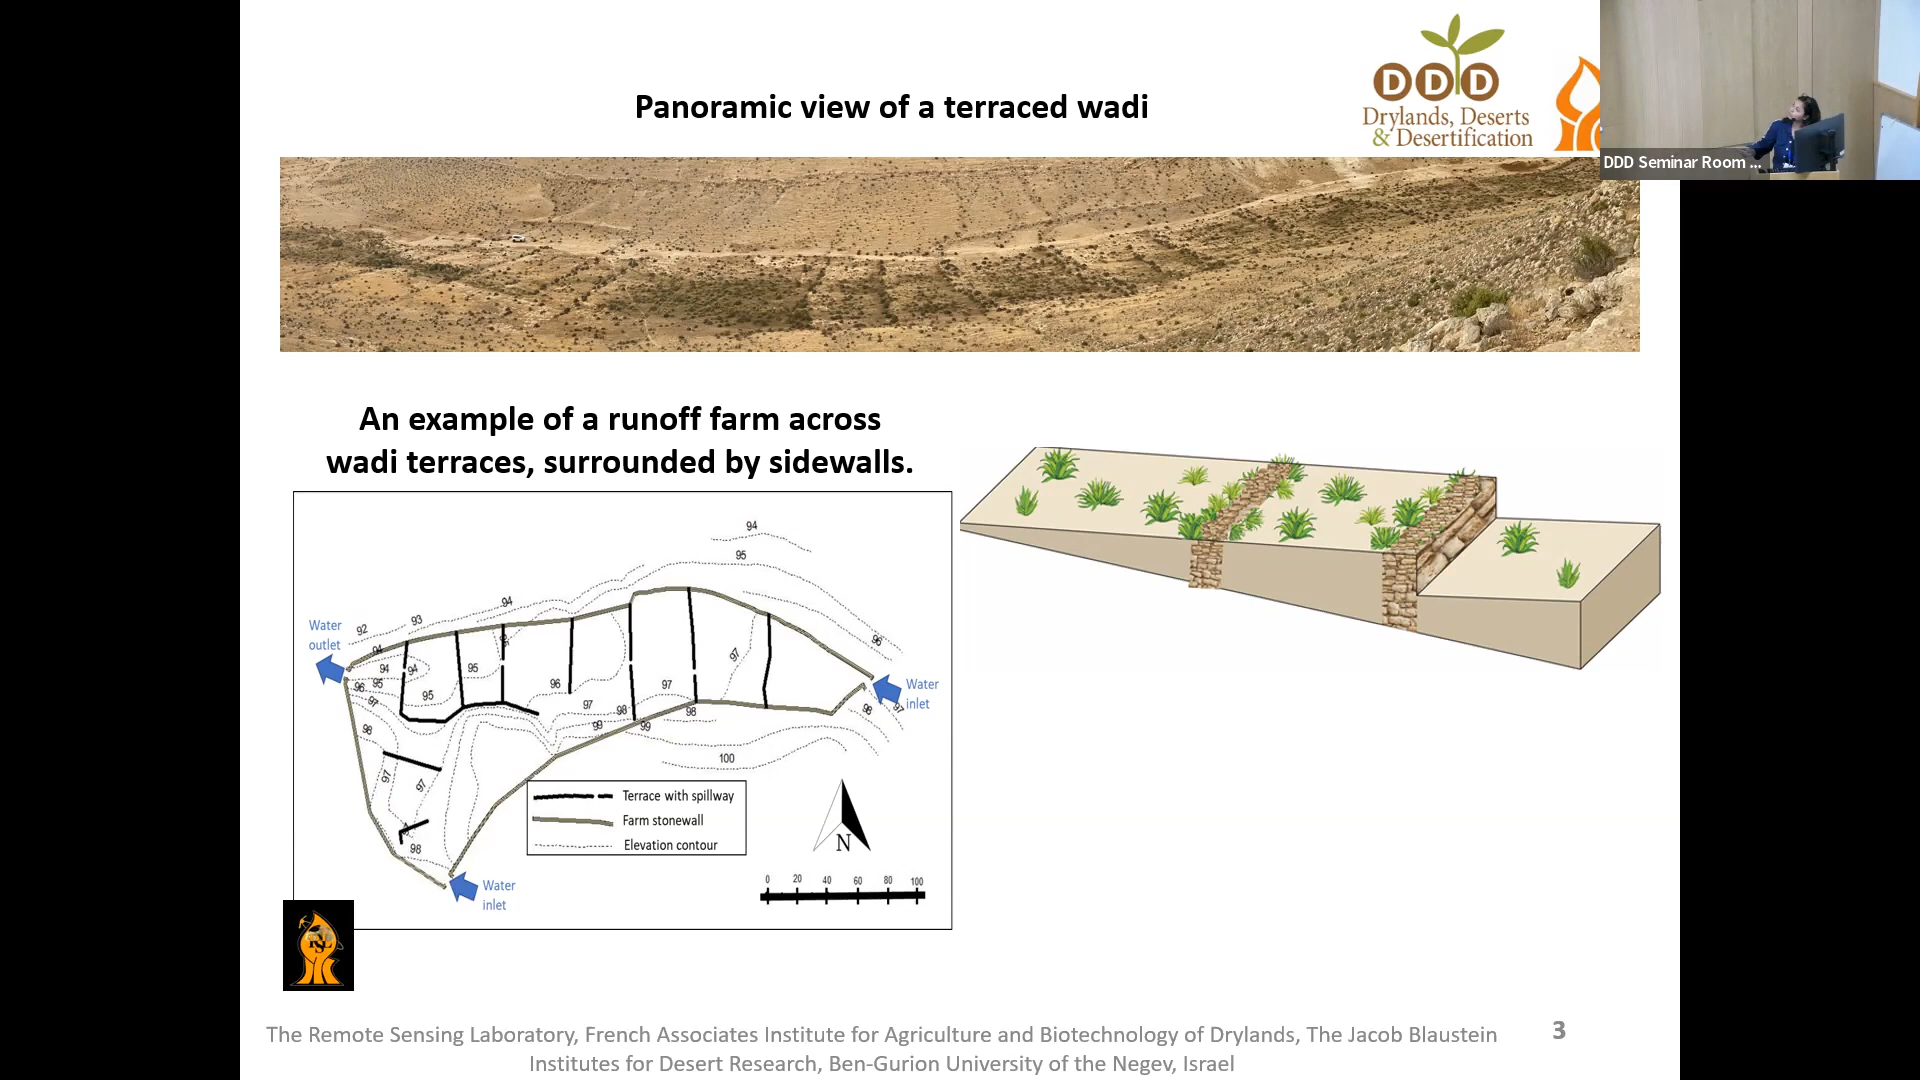 Panoramic view of a terraced wadi
DDD
Drylands, Deserts
& Desertification
DDD Seminar Room ...
An example of a runoff farm across
wadi terraces, surrounded by sidewalls.
94
95
94
93
92
Water
outlet
94
94
94
95
96
95
95
96
97
97
96
Water
inlet
97
97
98
98
98
97
99
99
98
100
97
97
98
Terrace with spillway
Farm stonewall
Elevation contour
N
0 20 40 60 80 100
Water
inlet
The Remote Sensing Laboratory, French Associates Institute for Agriculture and Biotechnology of Drylands, The Jacob Blaustein
Institutes for Desert Research, Ben-Gurion University of the Negev, Israel
3